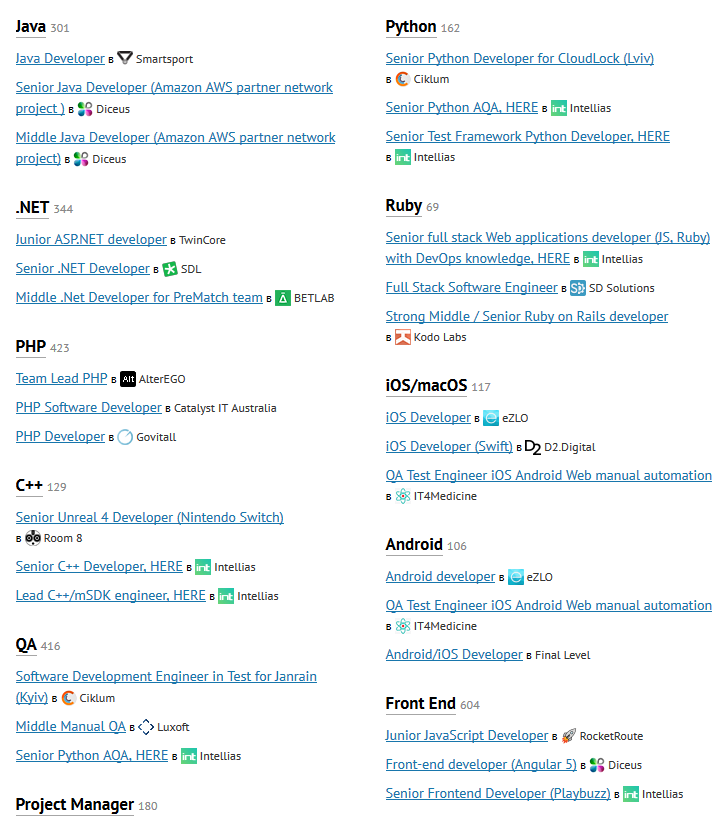 Java 301
Java Developer в Smartsport
Senior Java Developer (Amazon AWS partner network
project ) в Diceus
Middle Java Developer (Amazon AWS partner network
project) в Diceus
.NET 344
Junior ASP.NET developer в TwinCore
Senior .NET Developer в SDL
Middle .Net Developer for PreMatch team в BETLAB
PHP 423
Team Lead PHP в Alt AlterEGO
PHP Software Developer в Catalyst IT Australia
PHP Developer в Govitall
C++ 129
Senior Unreal 4 Developer (Nintendo Switch)
в Room 8
Senior C++ Developer, HERE в int Intellias
Lead C++/mSDK engineer, HERE в int Intellias
QA 416
Software Development Engineer in Test for Janrain
(Kyiv) в Ciklum
Middle Manual QA в Luxoft
Senior Python AQA, HERE в int Intellias
Project Manager 180
Python 162
Senior Python Developer for CloudLock (Lviv)
в Ciklum
Senior Python AQA, HERE в int Intellias
Senior Test Framework Python Developer, HERE
в int Intellias
Ruby 69
Senior full stack Web applications developer (JS, Ruby)
with DevOps knowledge, HERE в int Intellias
Full Stack Software Engineer в SD Solutions
Strong Middle / Senior Ruby on Rails developer
в Kodo Labs
iOS/macOS 117
iOS Developer в eZLO
iOS Developer (Swift) в D2 D2.Digital
QA Test Engineer iOS Android Web manual automation
в IT4Medicine
Android 106
Android developer в eZLO
QA Test Engineer iOS Android Web manual automation
в IT4Medicine
Android/iOS Developer в Final Level
Front End 604
Junior JavaScript Developer в RocketRoute
Front-end developer (Angular 5) в Diceus
Senior Frontend Developer (Playbuzz) в int Intellias